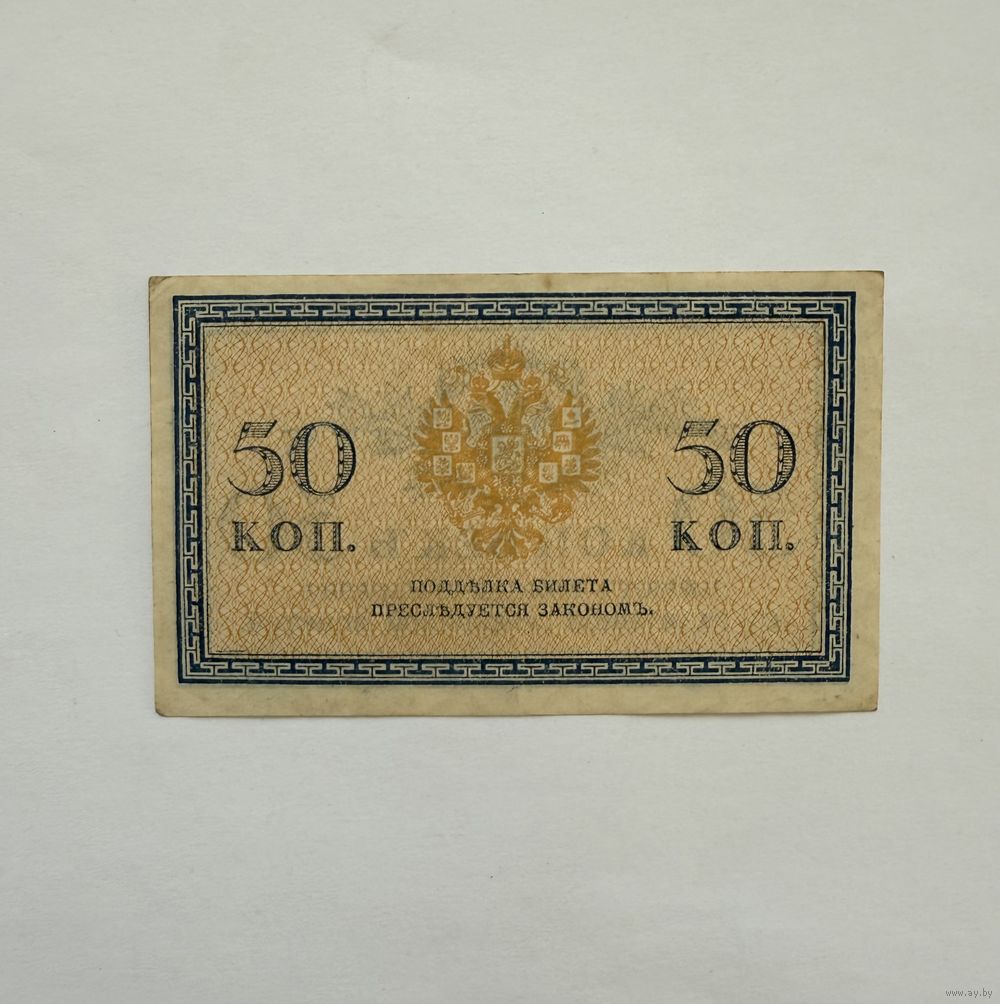 50 50
КОП. КОП.
ПОДДѢЛКА БИЛЕТА
ПРЕСЛѢДУЕТСЯ ЗАКОНОМЪ.
www.ay.by